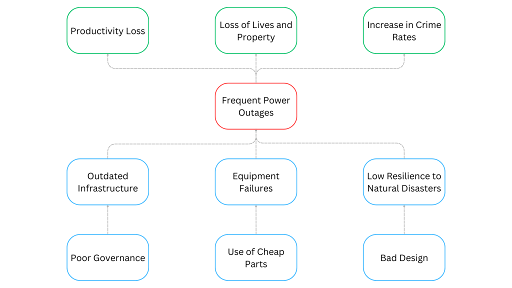 Productivity Loss
Loss of Lives and
Property
Increase in Crime
Rates
Frequent Power
Outages
Outdated
Infrastructure
Equipment
Failures
Low Resilience to
Natural Disasters
Poor Governance
Use of Cheap
Parts
Bad Design